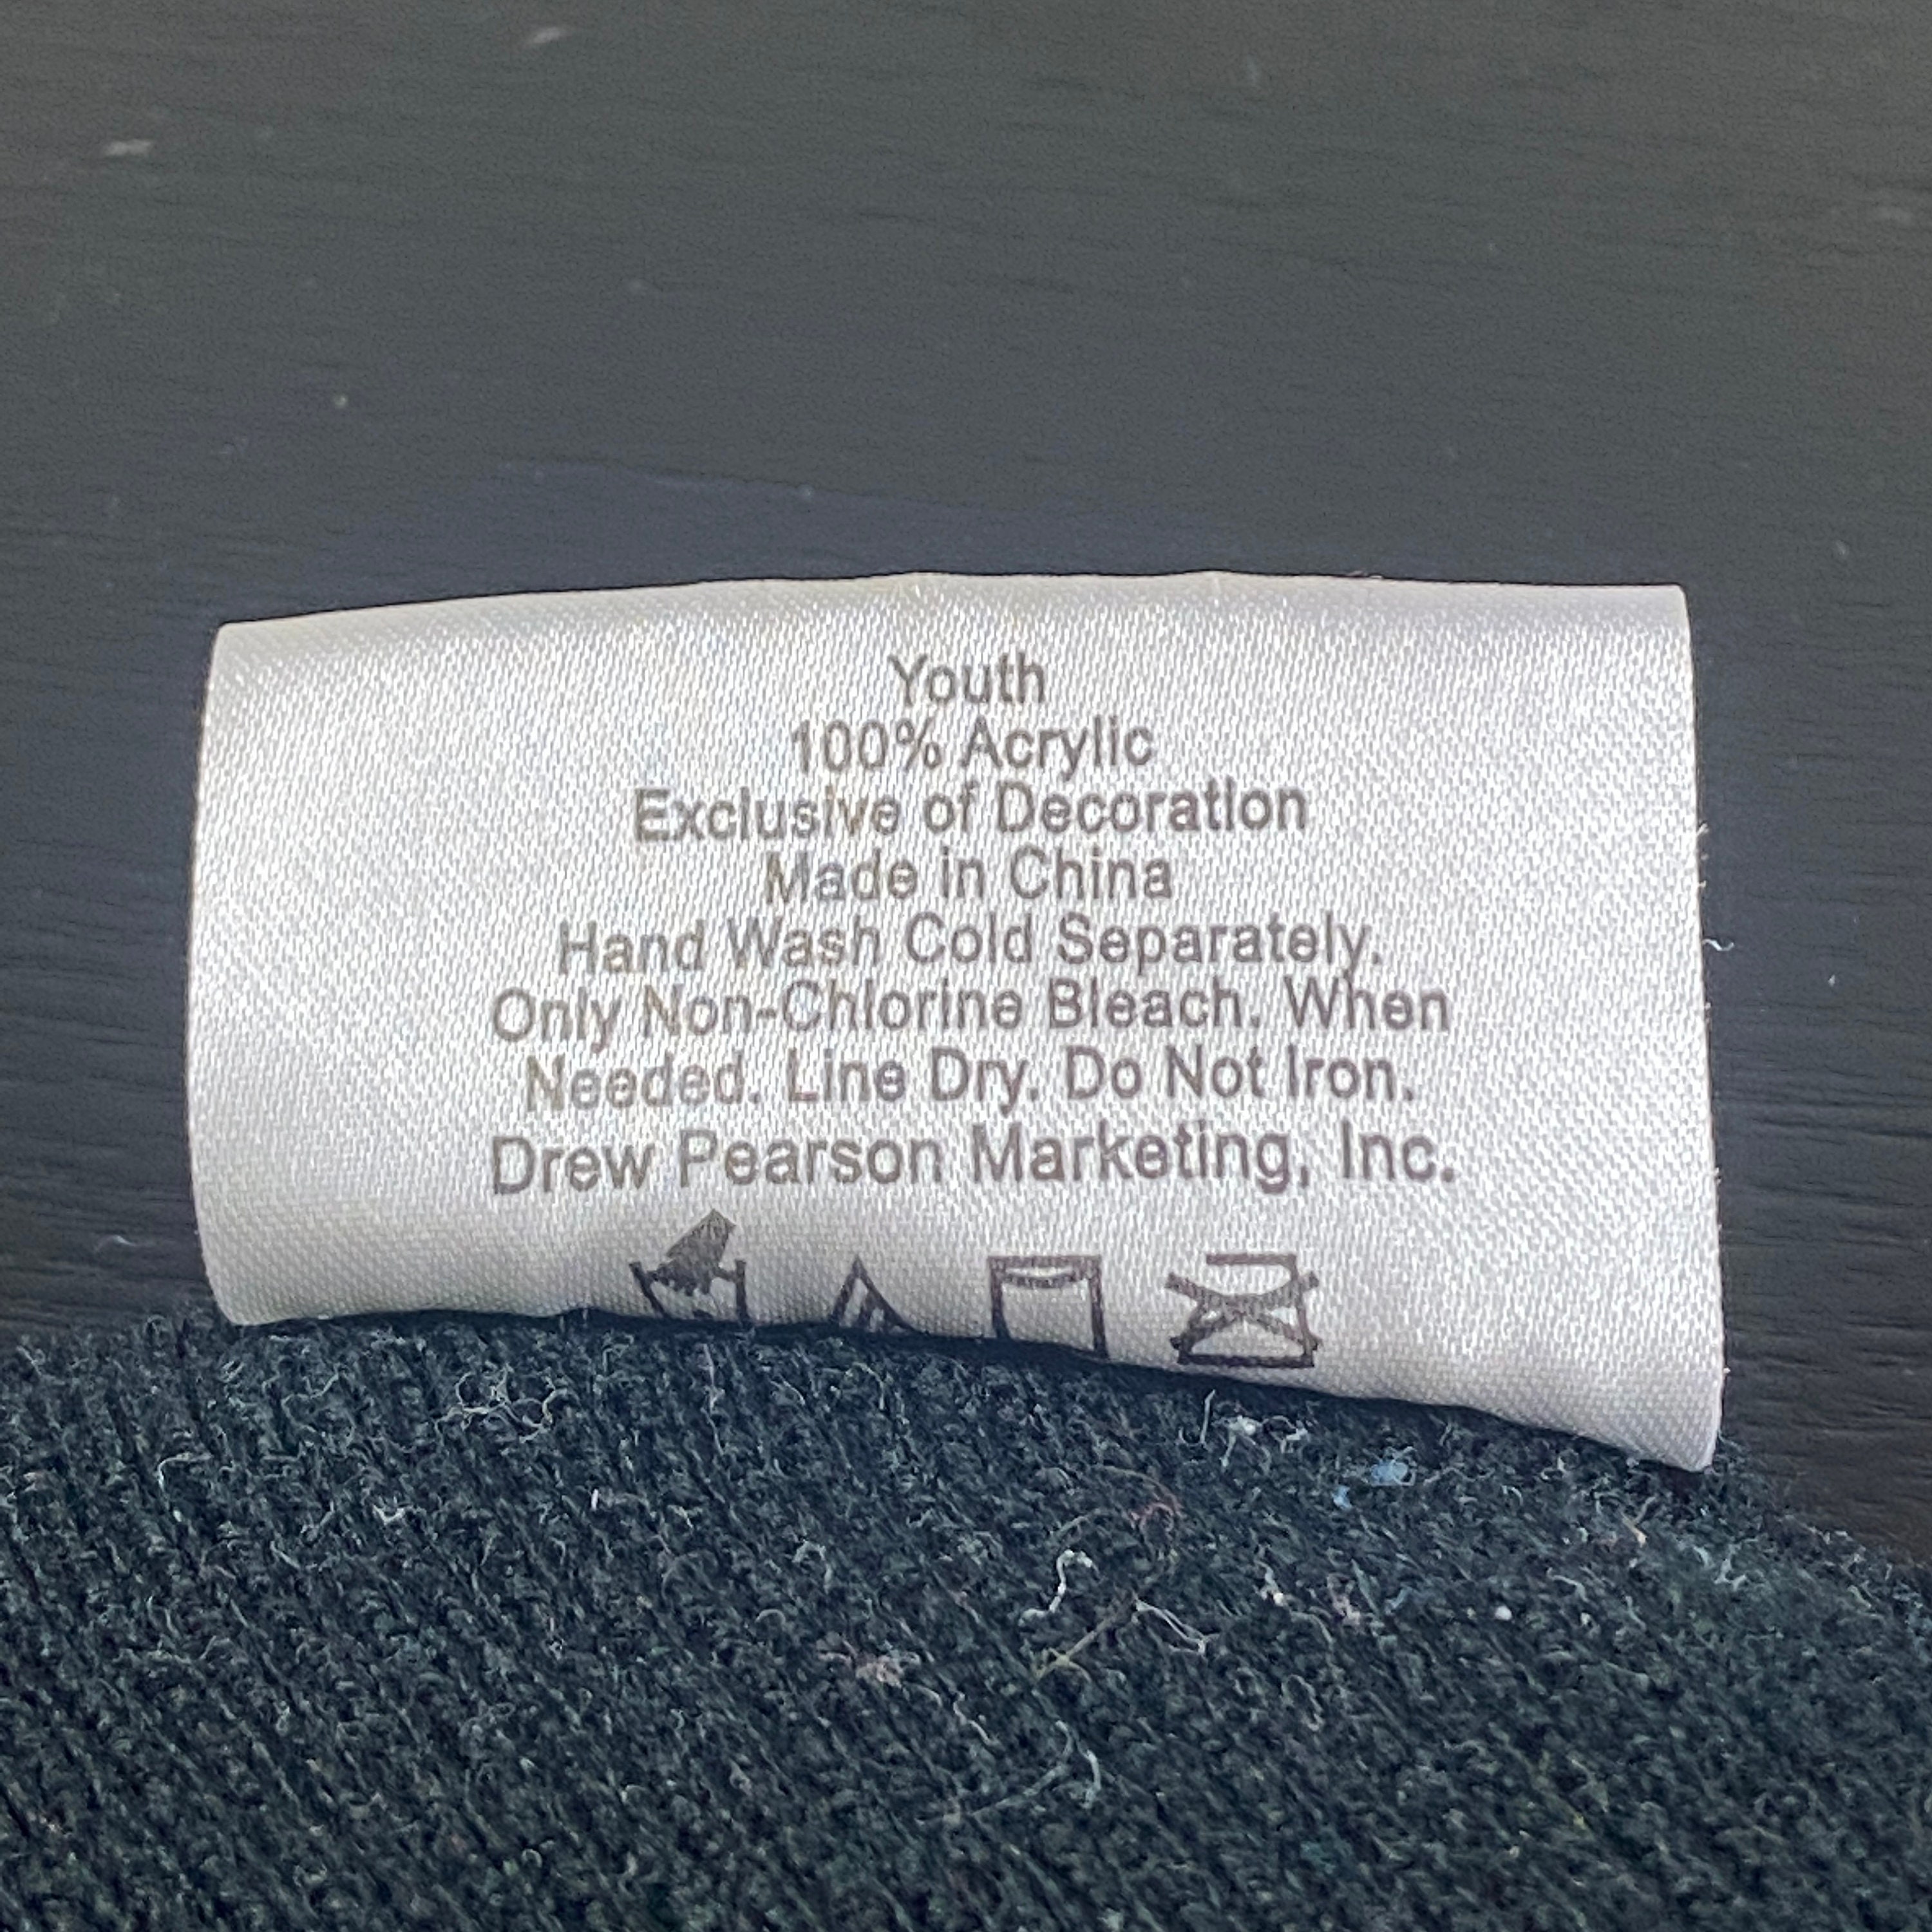 Youth
100% Acrylic
Exclusive of Decoration
Made in China
Hand Wash Cold Separately.
Only Non-Chlorine Bleach. When
Needed. Line Dry. Do Not Iron.
Drew Pearson Marketing, Inc.